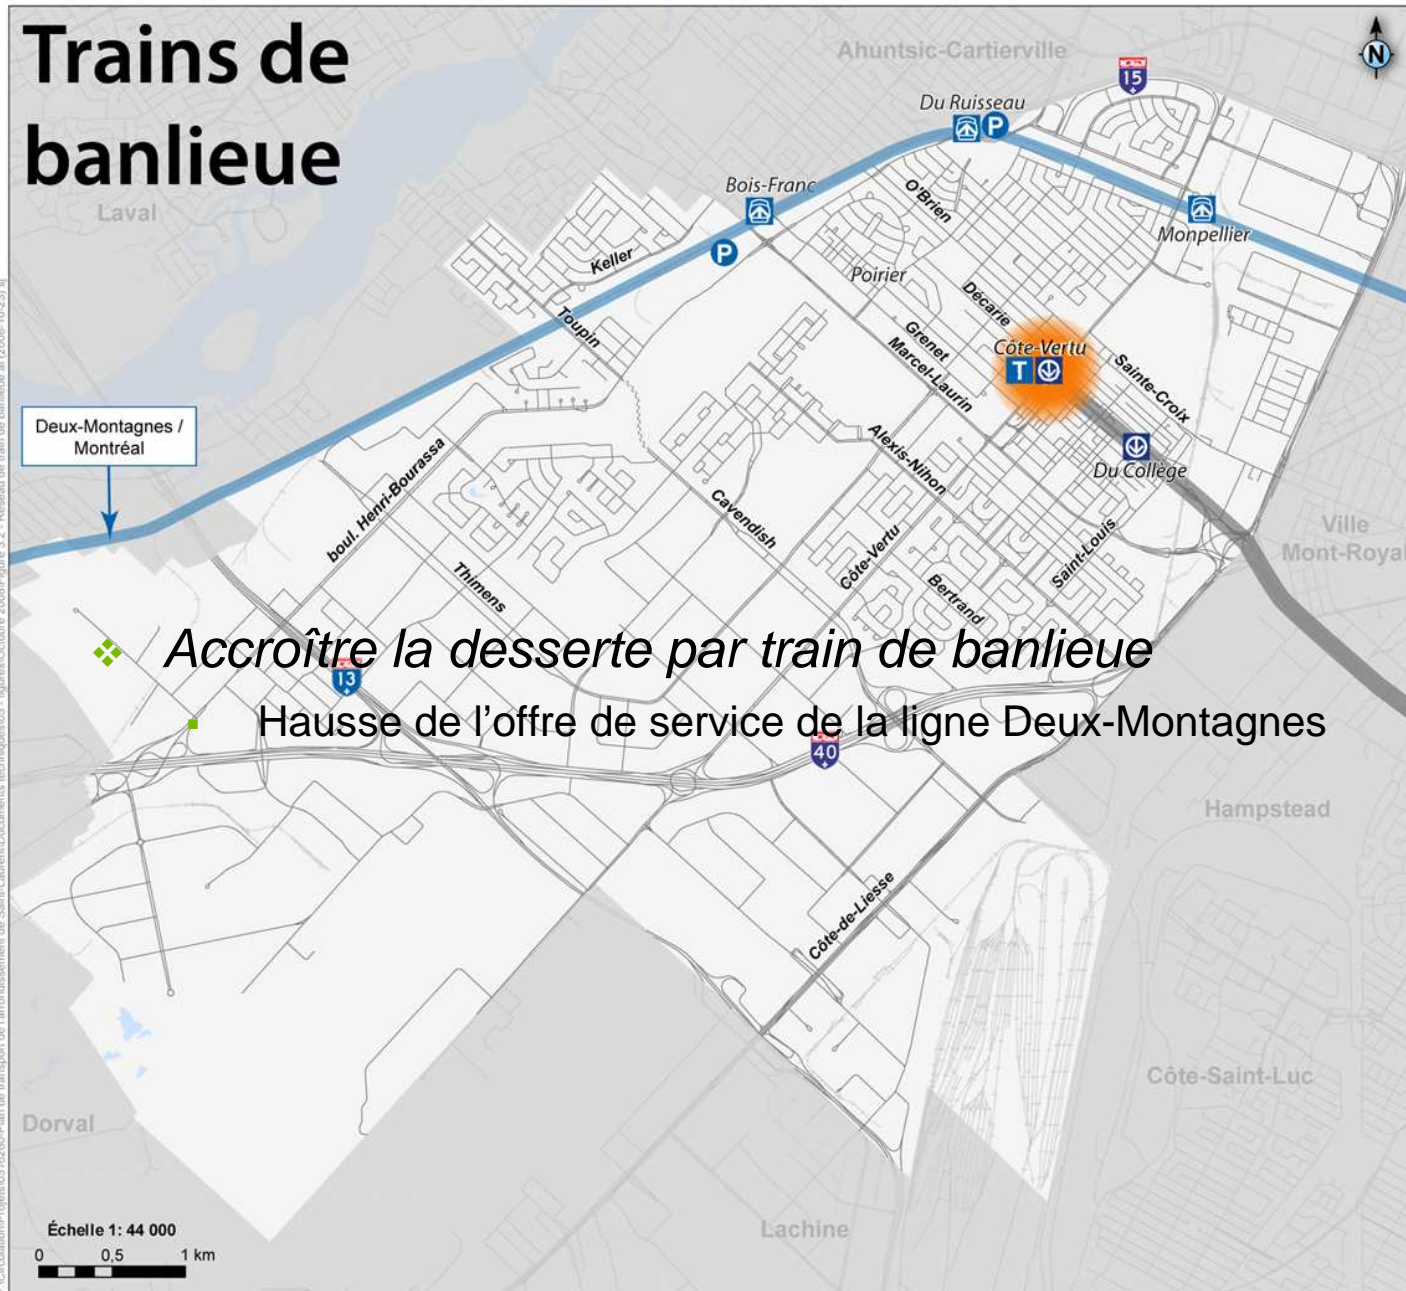 Trains de
banlieue
Ahuntsic-Cartierville
15
N
Du Ruisseau
P
Bois-Franc
P
O'Brien
Laval
Monpellier
Keller
Poirier
Toupin
Décarie
Grenet
Marcel-Laurin
Côte-Vertu
T
Sainte-Croix
Deux-Montagnes /
Montréal
Alexis-Nihon
Du Collège
boul. Henri-Bourassa
Cavendish
Ville
Mont-Royal
Côte-Vertu
Saint-Louis
Thimens
Bertrand
Accroître la desserte par train de banlieue
13
Hausse de l'offre de service de la ligne Deux-Montagnes
40
Hampstead
Côte-de-Liesse
Côte-Saint-Luc
Dorval
Lachine
Échelle 1: 44 000
0 0,5 1 km